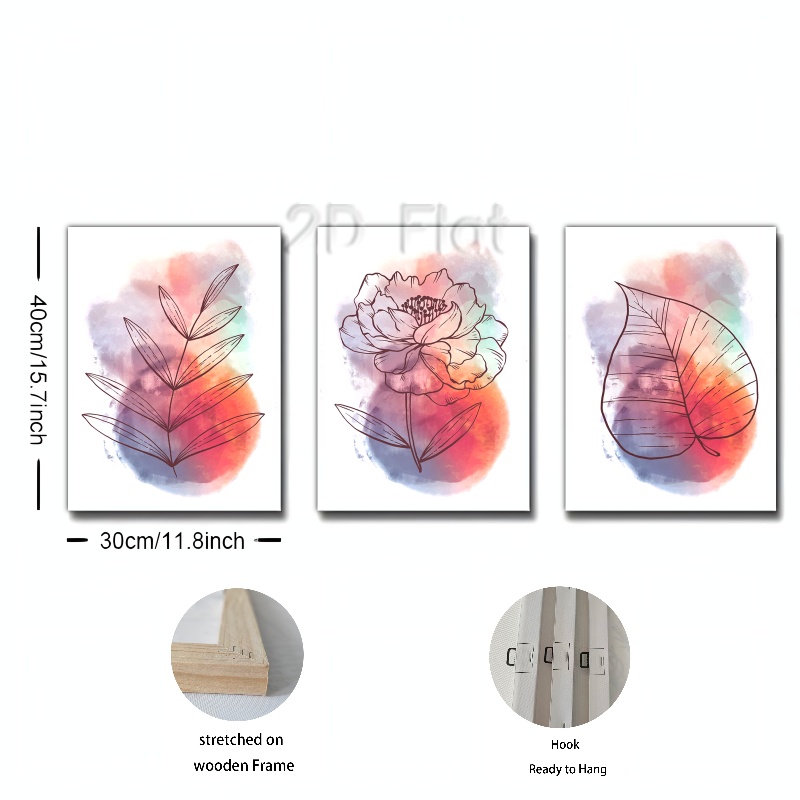 2D Flat
40cm/15.7inch
30cm/11.8inch
stretched on
wooden Frame
Hook
Ready to Hang